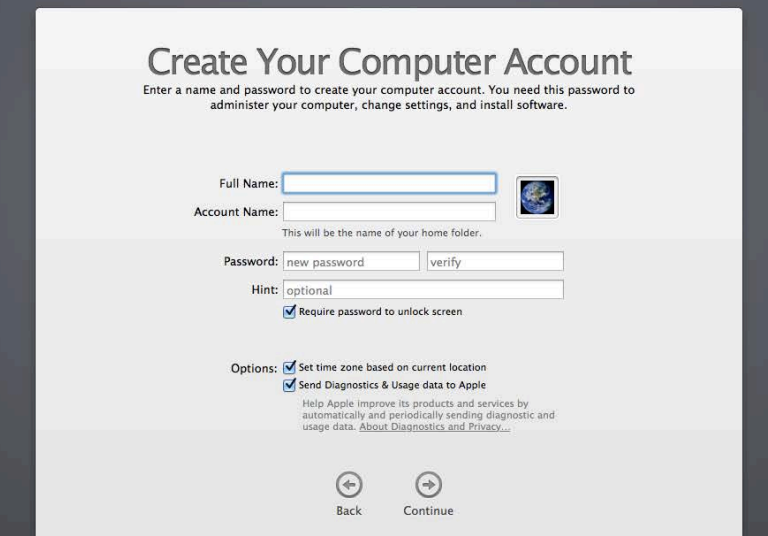 Create Your Computer Account
Enter a name and password to create your computer account. You need this password to
administer your computer, change settings, and install software.
Full Name:
Account Name:
This will be the name of your home folder.
Password: new password verify
Hint: optional
Require password to unlock screen
Options: Set time zone based on current location
Send Diagnostics & Usage data to Apple
Help Apple improve its products and services by
automatically and periodically sending diagnostic and
usage data. About Diagnostics and Privacy...
Back Continue